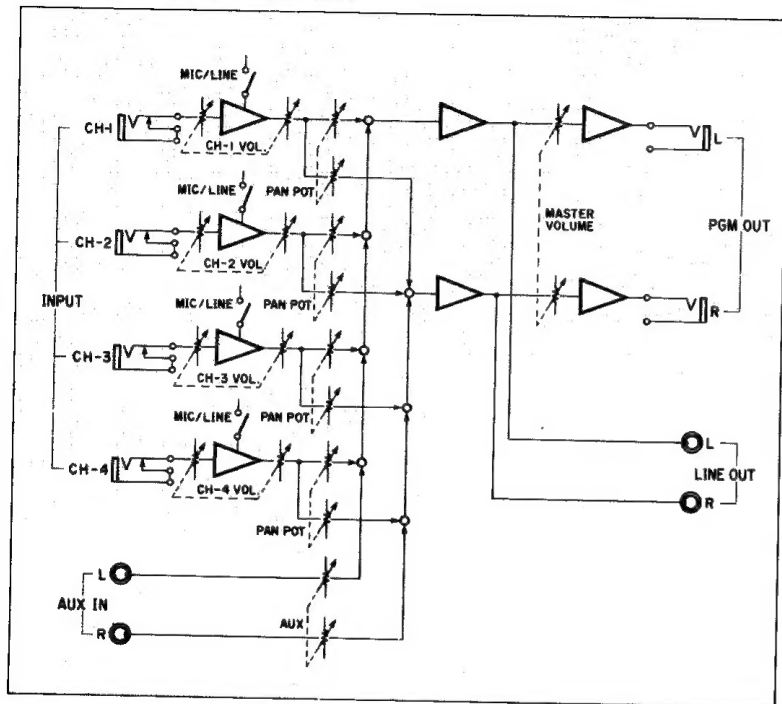 MIC/LINE
CH-1
CH-1 VOL.
PAN POT
MIC/LINE
CH-2
CH-2 VOL.
PAN POT
INPUT
MIC/LINE
CH-3
CH-3 VOL.
PAN POT
MIC/LINE
CH-4
CH-4 VOL.
PAN POT
L
AUX IN
R
AUX
MASTER
VOLUME
L
PGM OUT
R
L
LINE OUT
R